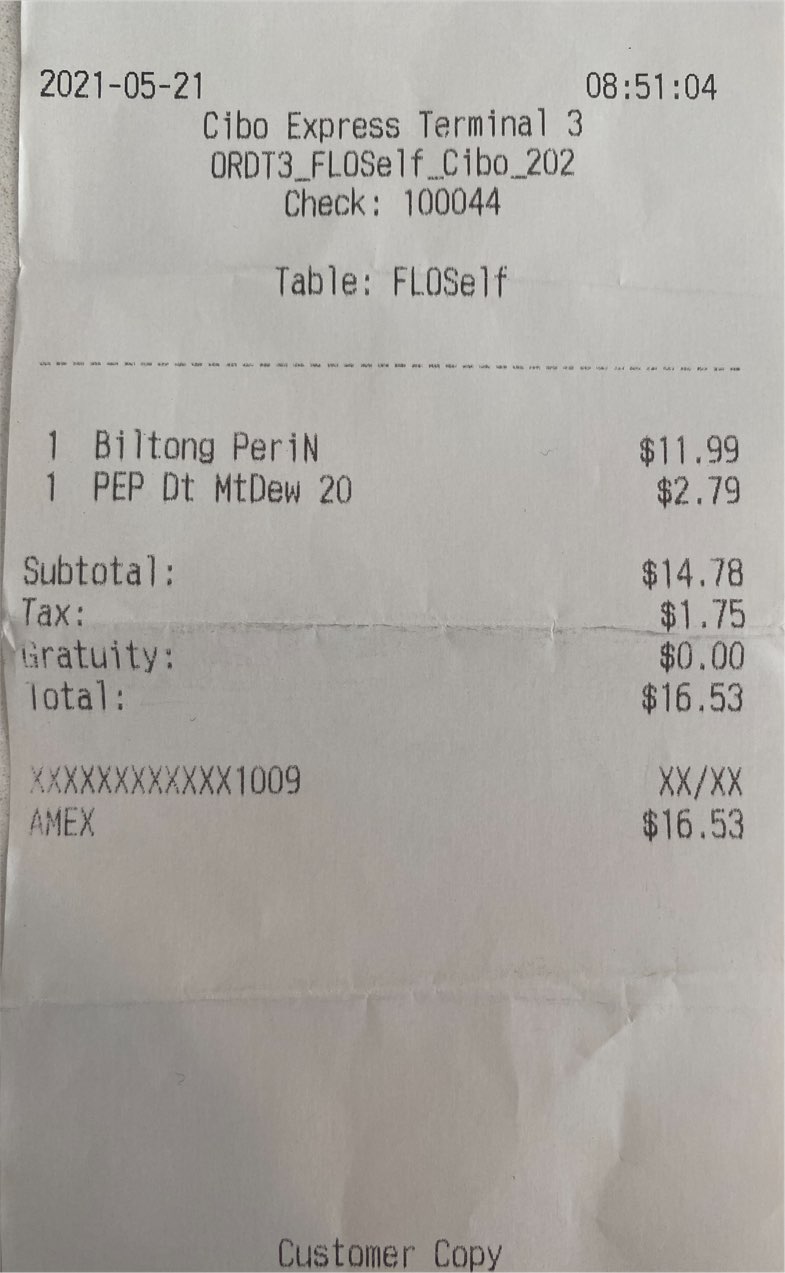 2021-05-21 08:51:04
Cibo Express Terminal 3
ORDT3_FLOSelf_Cibo_202
Check: 100044
Table: FLOSelf
1 Biltong PeriN $11.99
1 PEP Dt MtDew 20 $2.79
Subtotal: $14.78
Tax: $1.75
Gratuity: $0.00
Total: $16.53
XXXXXXXXXXXX1009 XX/XX
AMEX $16.53
Customer Copy